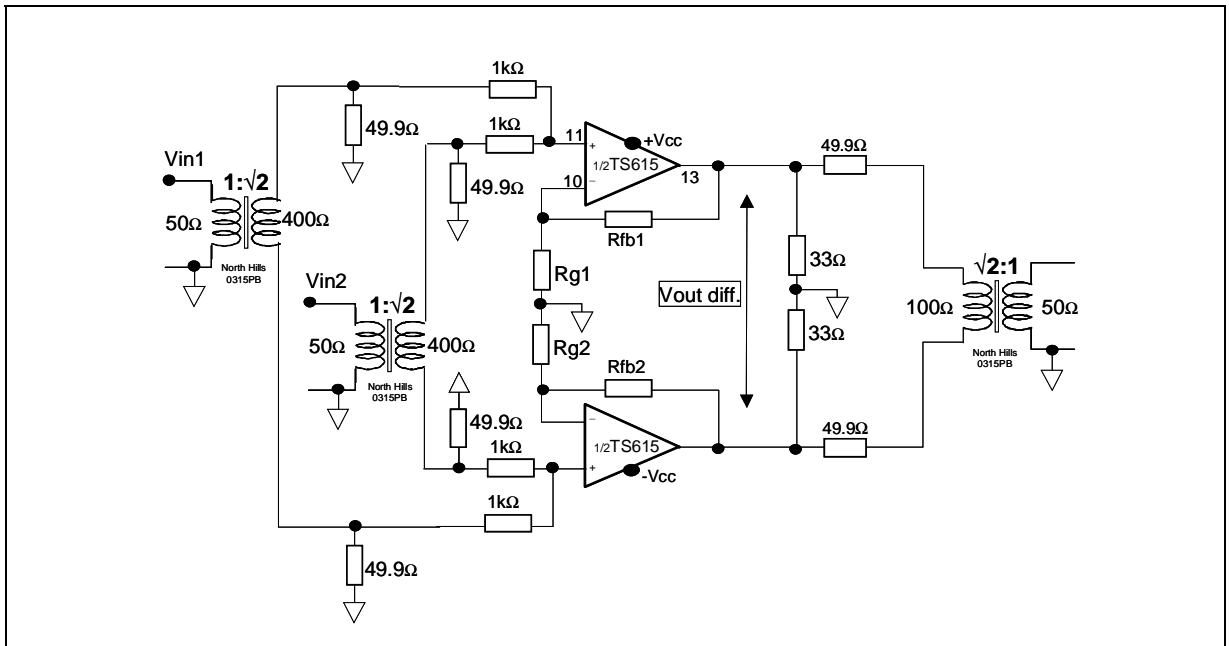 1kΩ
49.9Ω
1kΩ
11
+
+Vcc
1/2TS615
10
−
13
49.9Ω
Vin1
1:√2
50Ω
400Ω
North Hills
0315PB
49.9Ω
Rfb1
Rg1
Vout diff.
33Ω
√2:1
100Ω
50Ω
North Hills
0315PB
Vin2
1:√2
50Ω
400Ω
North Hills
0315PB
Rg2
33Ω
Rfb2
49.9Ω
−
1/2TS615
+
-Vcc
49.9Ω
1kΩ
1kΩ
49.9Ω